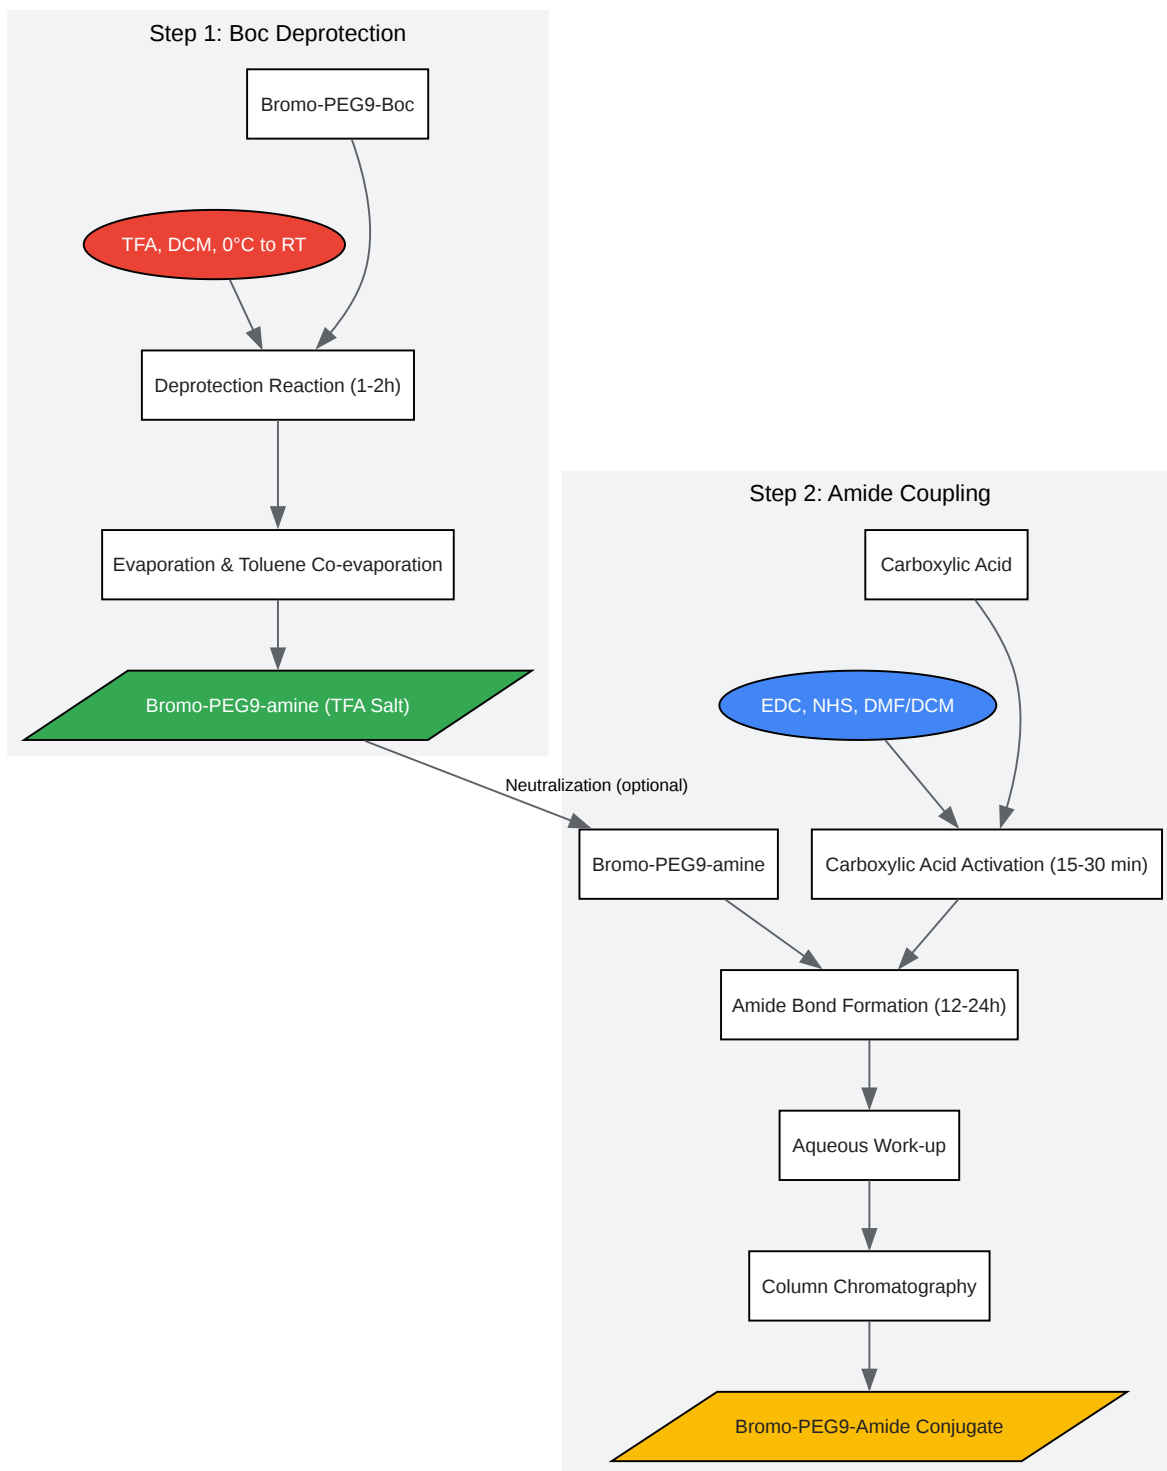 Step 1: Boc Deprotection
Bromo-PEG9-Boc
TFA, DCM, 0°C to RT
Deprotection Reaction (1-2h)
Evaporation & Toluene Co-evaporation
Bromo-PEG9-amine (TFA Salt)
Neutralization (optional)
Step 2: Amide Coupling
Carboxylic Acid
EDC, NHS, DMF/DCM
Bromo-PEG9-amine
Carboxylic Acid Activation (15-30 min)
Amide Bond Formation (12-24h)
Aqueous Work-up
Column Chromatography
Bromo-PEG9-Amide Conjugate